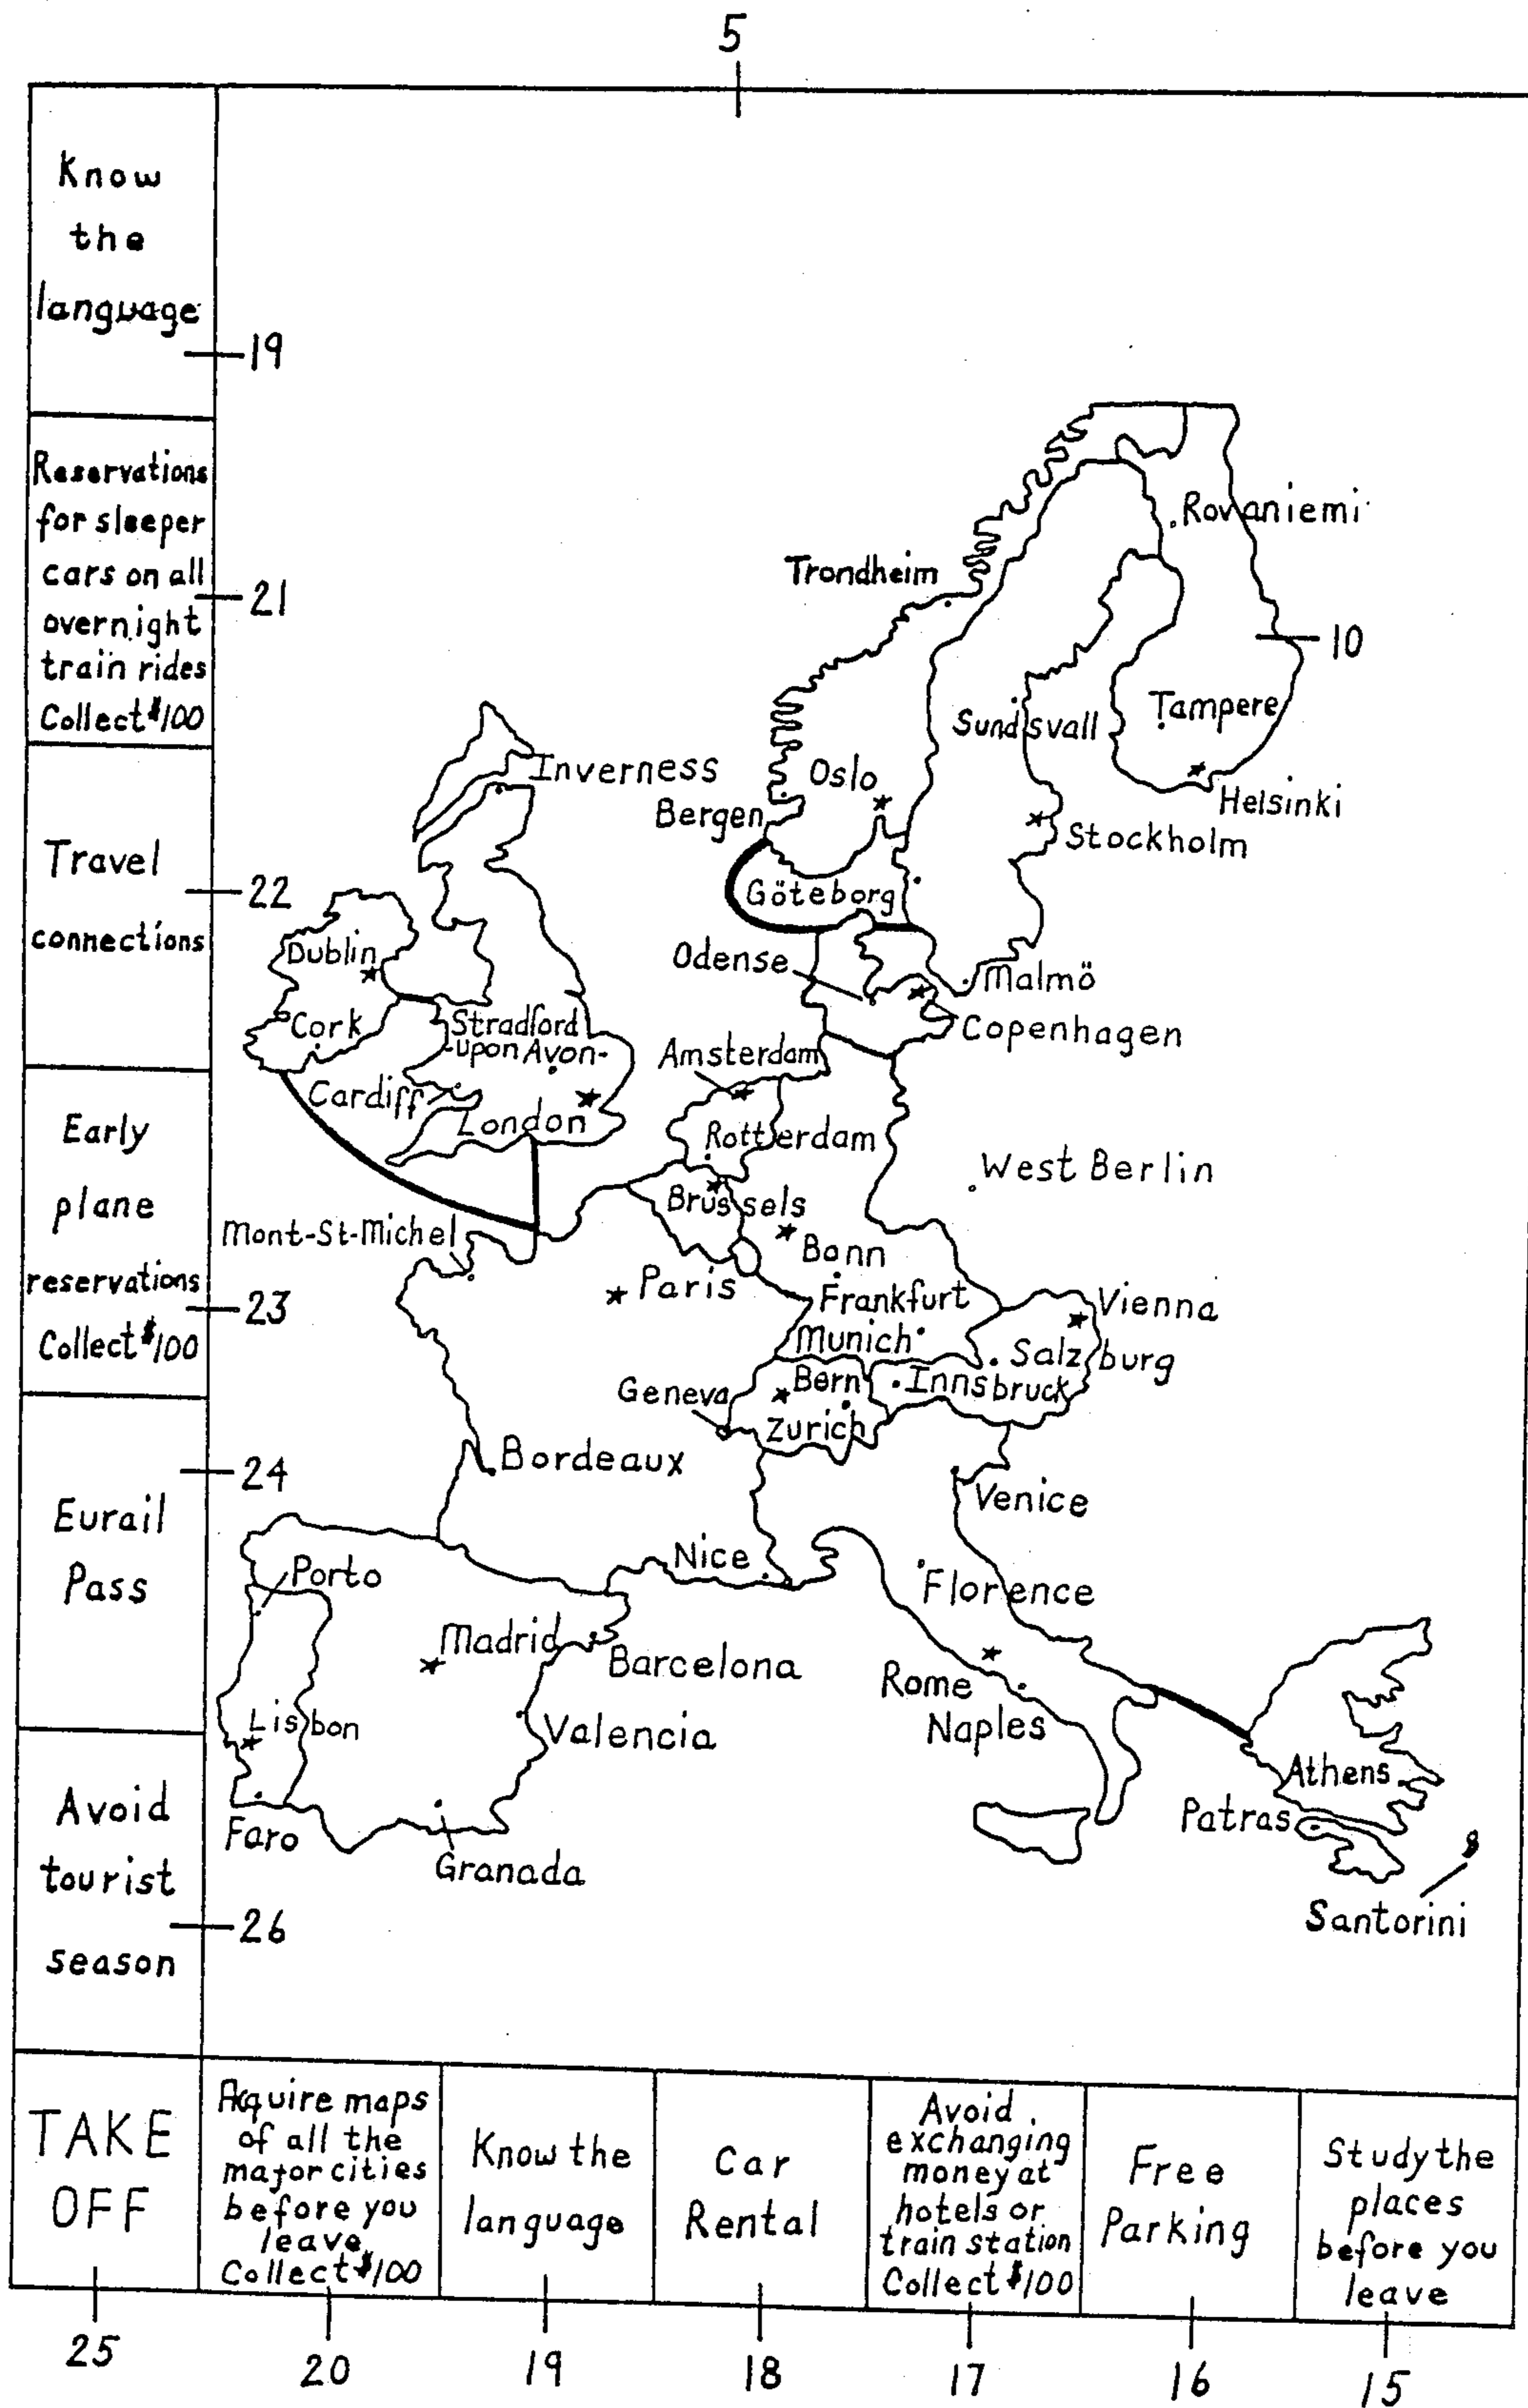 5
Know
the
language
19
Reservations
for sleeper
cars on all
overnight
train rides
Collect $100
21
Travel
connections
22
Early
plane
reservations
Collect $100
23
Eurail
Pass
24
Avoid
tourist
season
26
Rovaniemi
Trondheim
10
Sundsvall
Tampere
Inverness
Oslo
Bergen
Helsinki
Stockholm
Göteborg
Dublin
Odense
Malmö
Cork
Stradford
-upon Avon-
Copenhagen
Amsterdam
Cardiff
London
Rotterdam
West Berlin
Brussels
Mont-St-Michel
Bonn
Paris
Frankfurt
Vienna
Munich
Salzburg
Geneva
Bern
Innsbruck
Zurich
Bordeaux
Venice
Nice
Porto
Florence
Madrid
Barcelona
Rome
Lisbon
Valencia
Naples
Athens
Patras
Faro
Granada
Santorini
TAKE
OFF
Acquire maps
of all the
major cities
before you
leave
Collect $100
Know the
language
Car
Rental
Avoid
exchanging
money at
hotels or
train station
Collect $100
Free
Parking
Study the
places
before you
leave
25
20
19
18
17
16
15